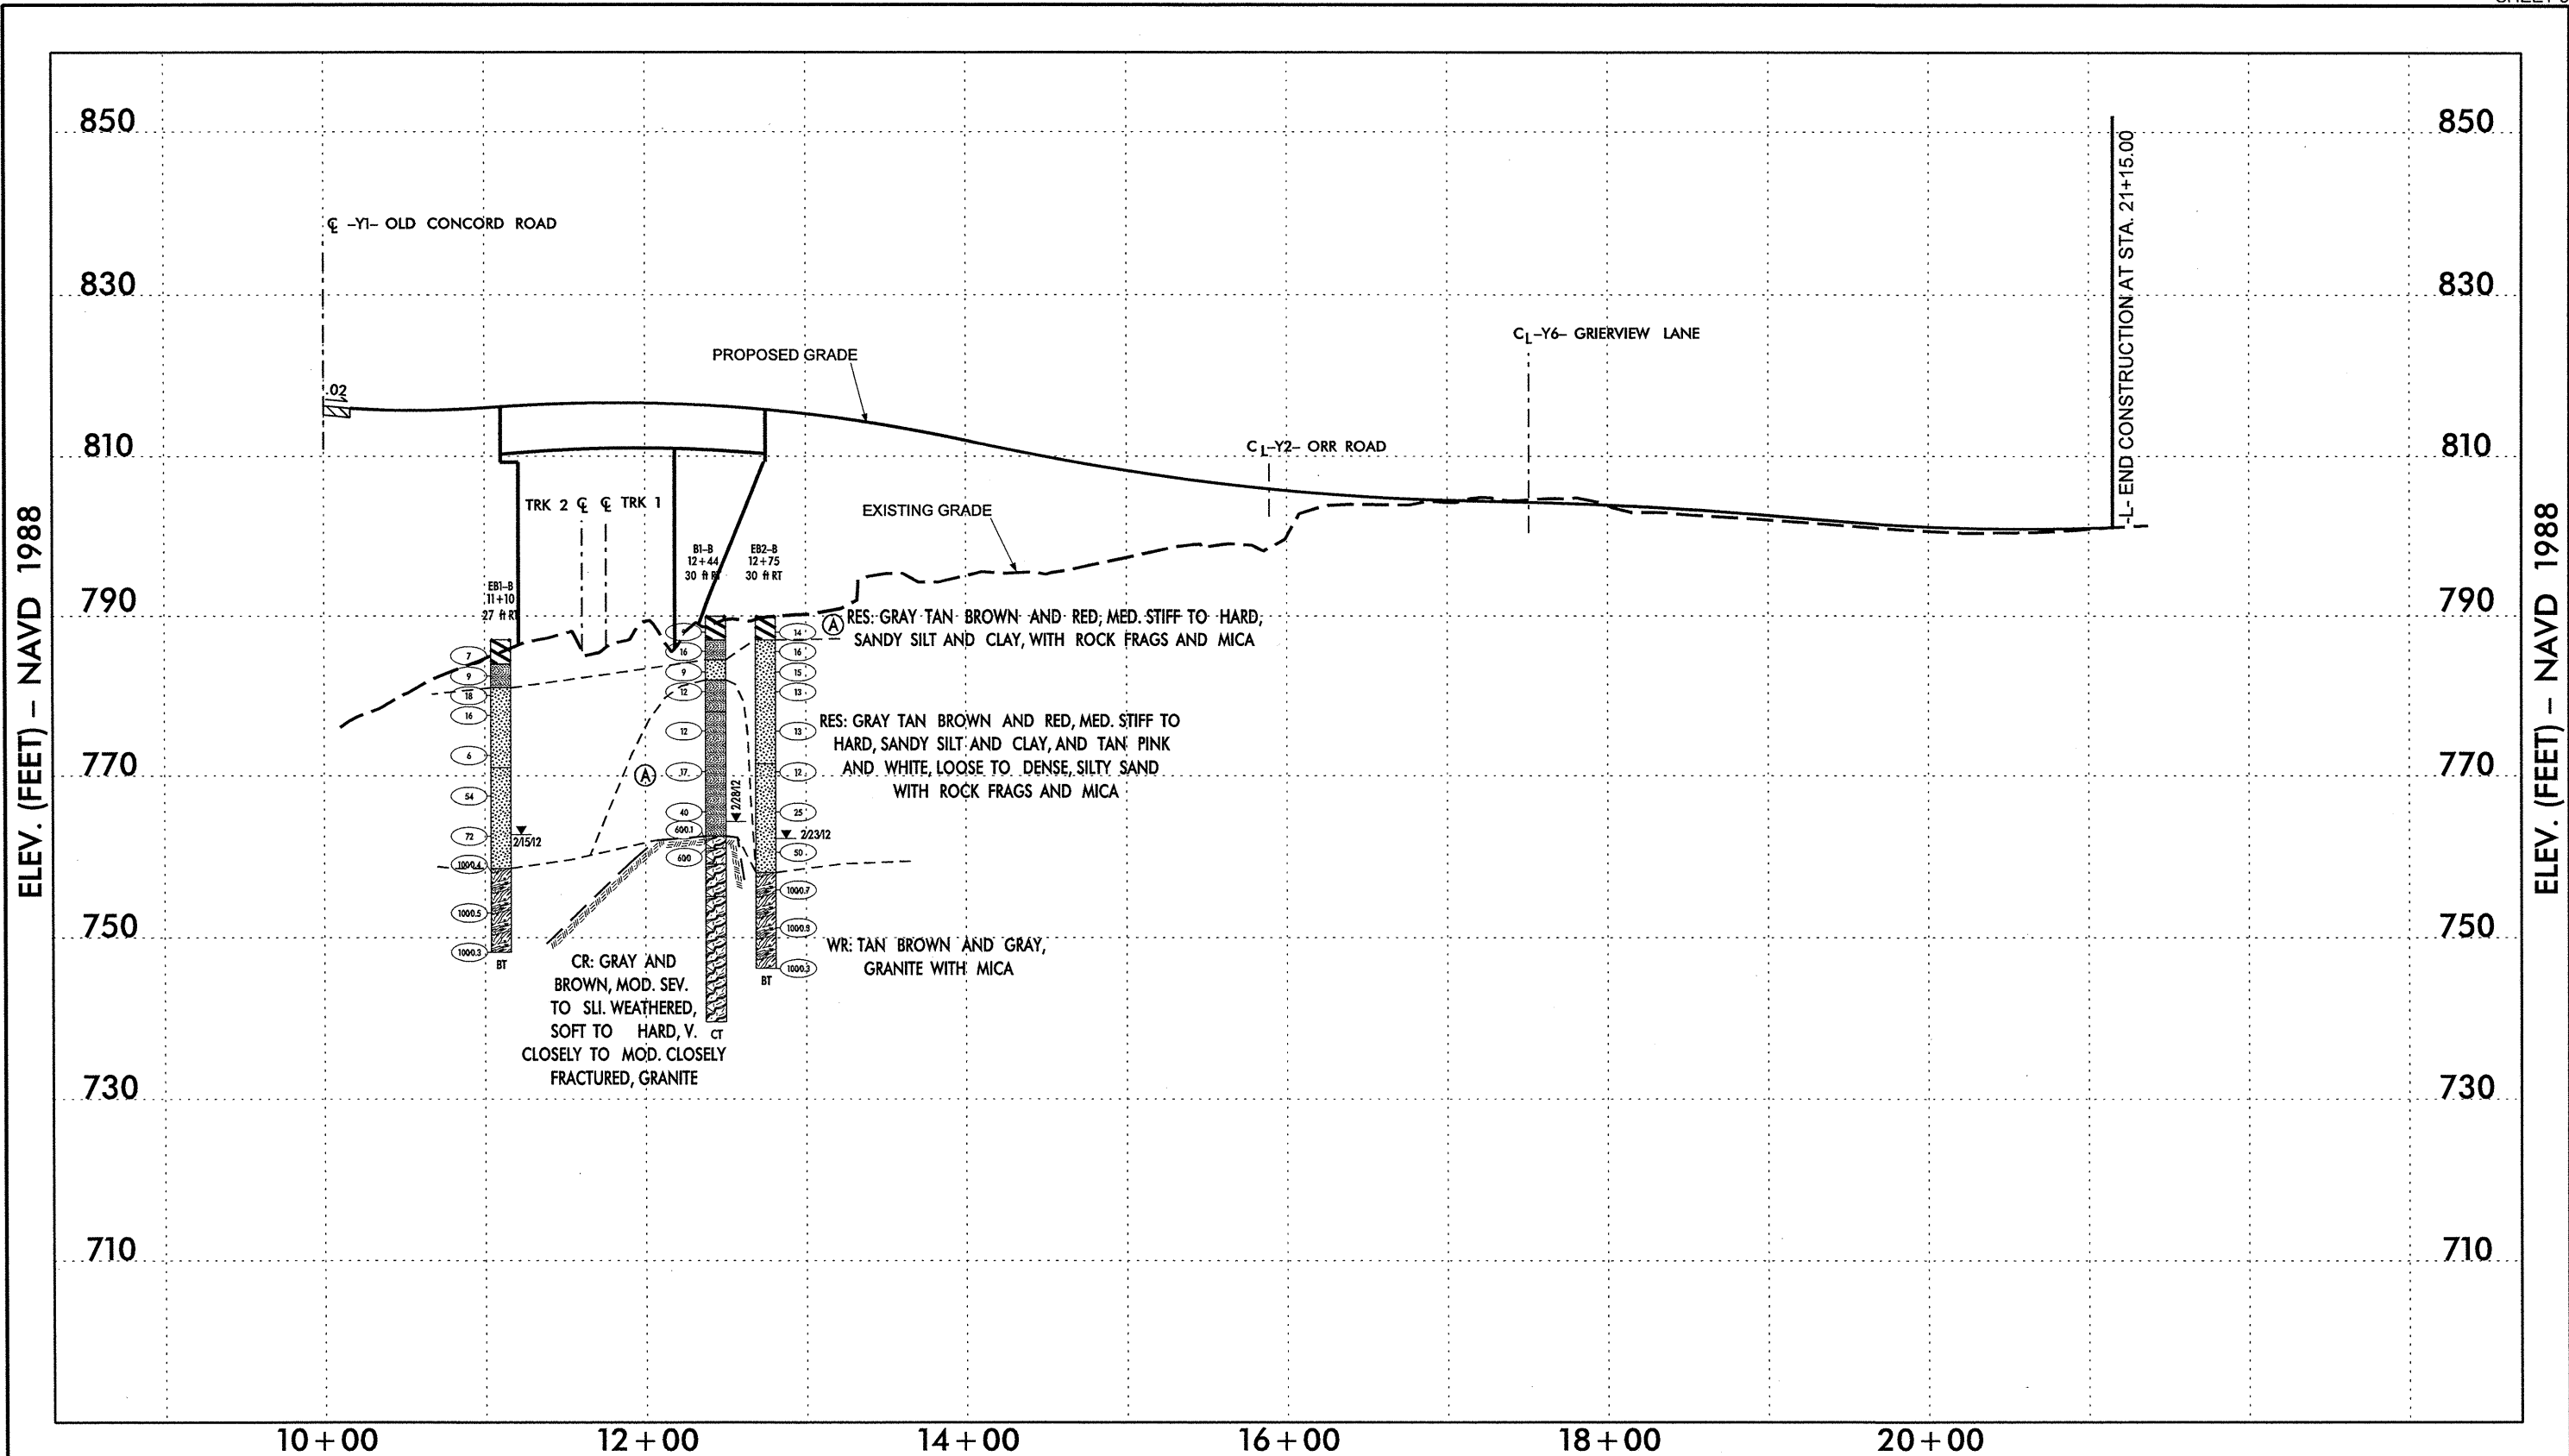 850
850
℄ -Y1- OLD CONCORD ROAD
-L- END CONSTRUCTION AT STA. 21+15.00
830
830
C L -Y6- GRIERVIEW LANE
PROPOSED GRADE
.02
810
C L -Y2- ORR ROAD
810
TRK 2 ℄ ℄ TRK 1
EXISTING GRADE
ELEV. (FEET) - NAVD 1988
ELEV. (FEET) - NAVD 1988
B1-B
12+44
30 ft RT
EB2-B
12+75
30 ft RT
EB1-B
11+10
27 ft RT
790
790
A
RES: GRAY TAN BROWN AND RED, MED. STIFF TO HARD,
SANDY SILT AND CLAY, WITH ROCK FRAGS AND MICA
7
9
18
16
6
54
72
100/0.4
100/0.5
100/0.3
BT
2/15/12
16
9
12
12
17
40
60/0.1
60/0
2/28/12
CT
14
16
15
13
13
12
25
50
100/0.7
100/0.9
100/0.3
BT
2/23/12
RES: GRAY TAN BROWN AND RED, MED. STIFF TO
HARD, SANDY SILT AND CLAY, AND TAN PINK
AND WHITE, LOOSE TO DENSE, SILTY SAND
WITH ROCK FRAGS AND MICA
770
A
770
750
750
WR: TAN BROWN AND GRAY,
GRANITE WITH MICA
CR: GRAY AND
BROWN, MOD. SEV.
TO SLI. WEATHERED,
SOFT TO HARD, V.
CLOSELY TO MOD. CLOSELY
FRACTURED, GRANITE
730
730
710
710
10+00
12+00
14+00
16+00
18+00
20+00